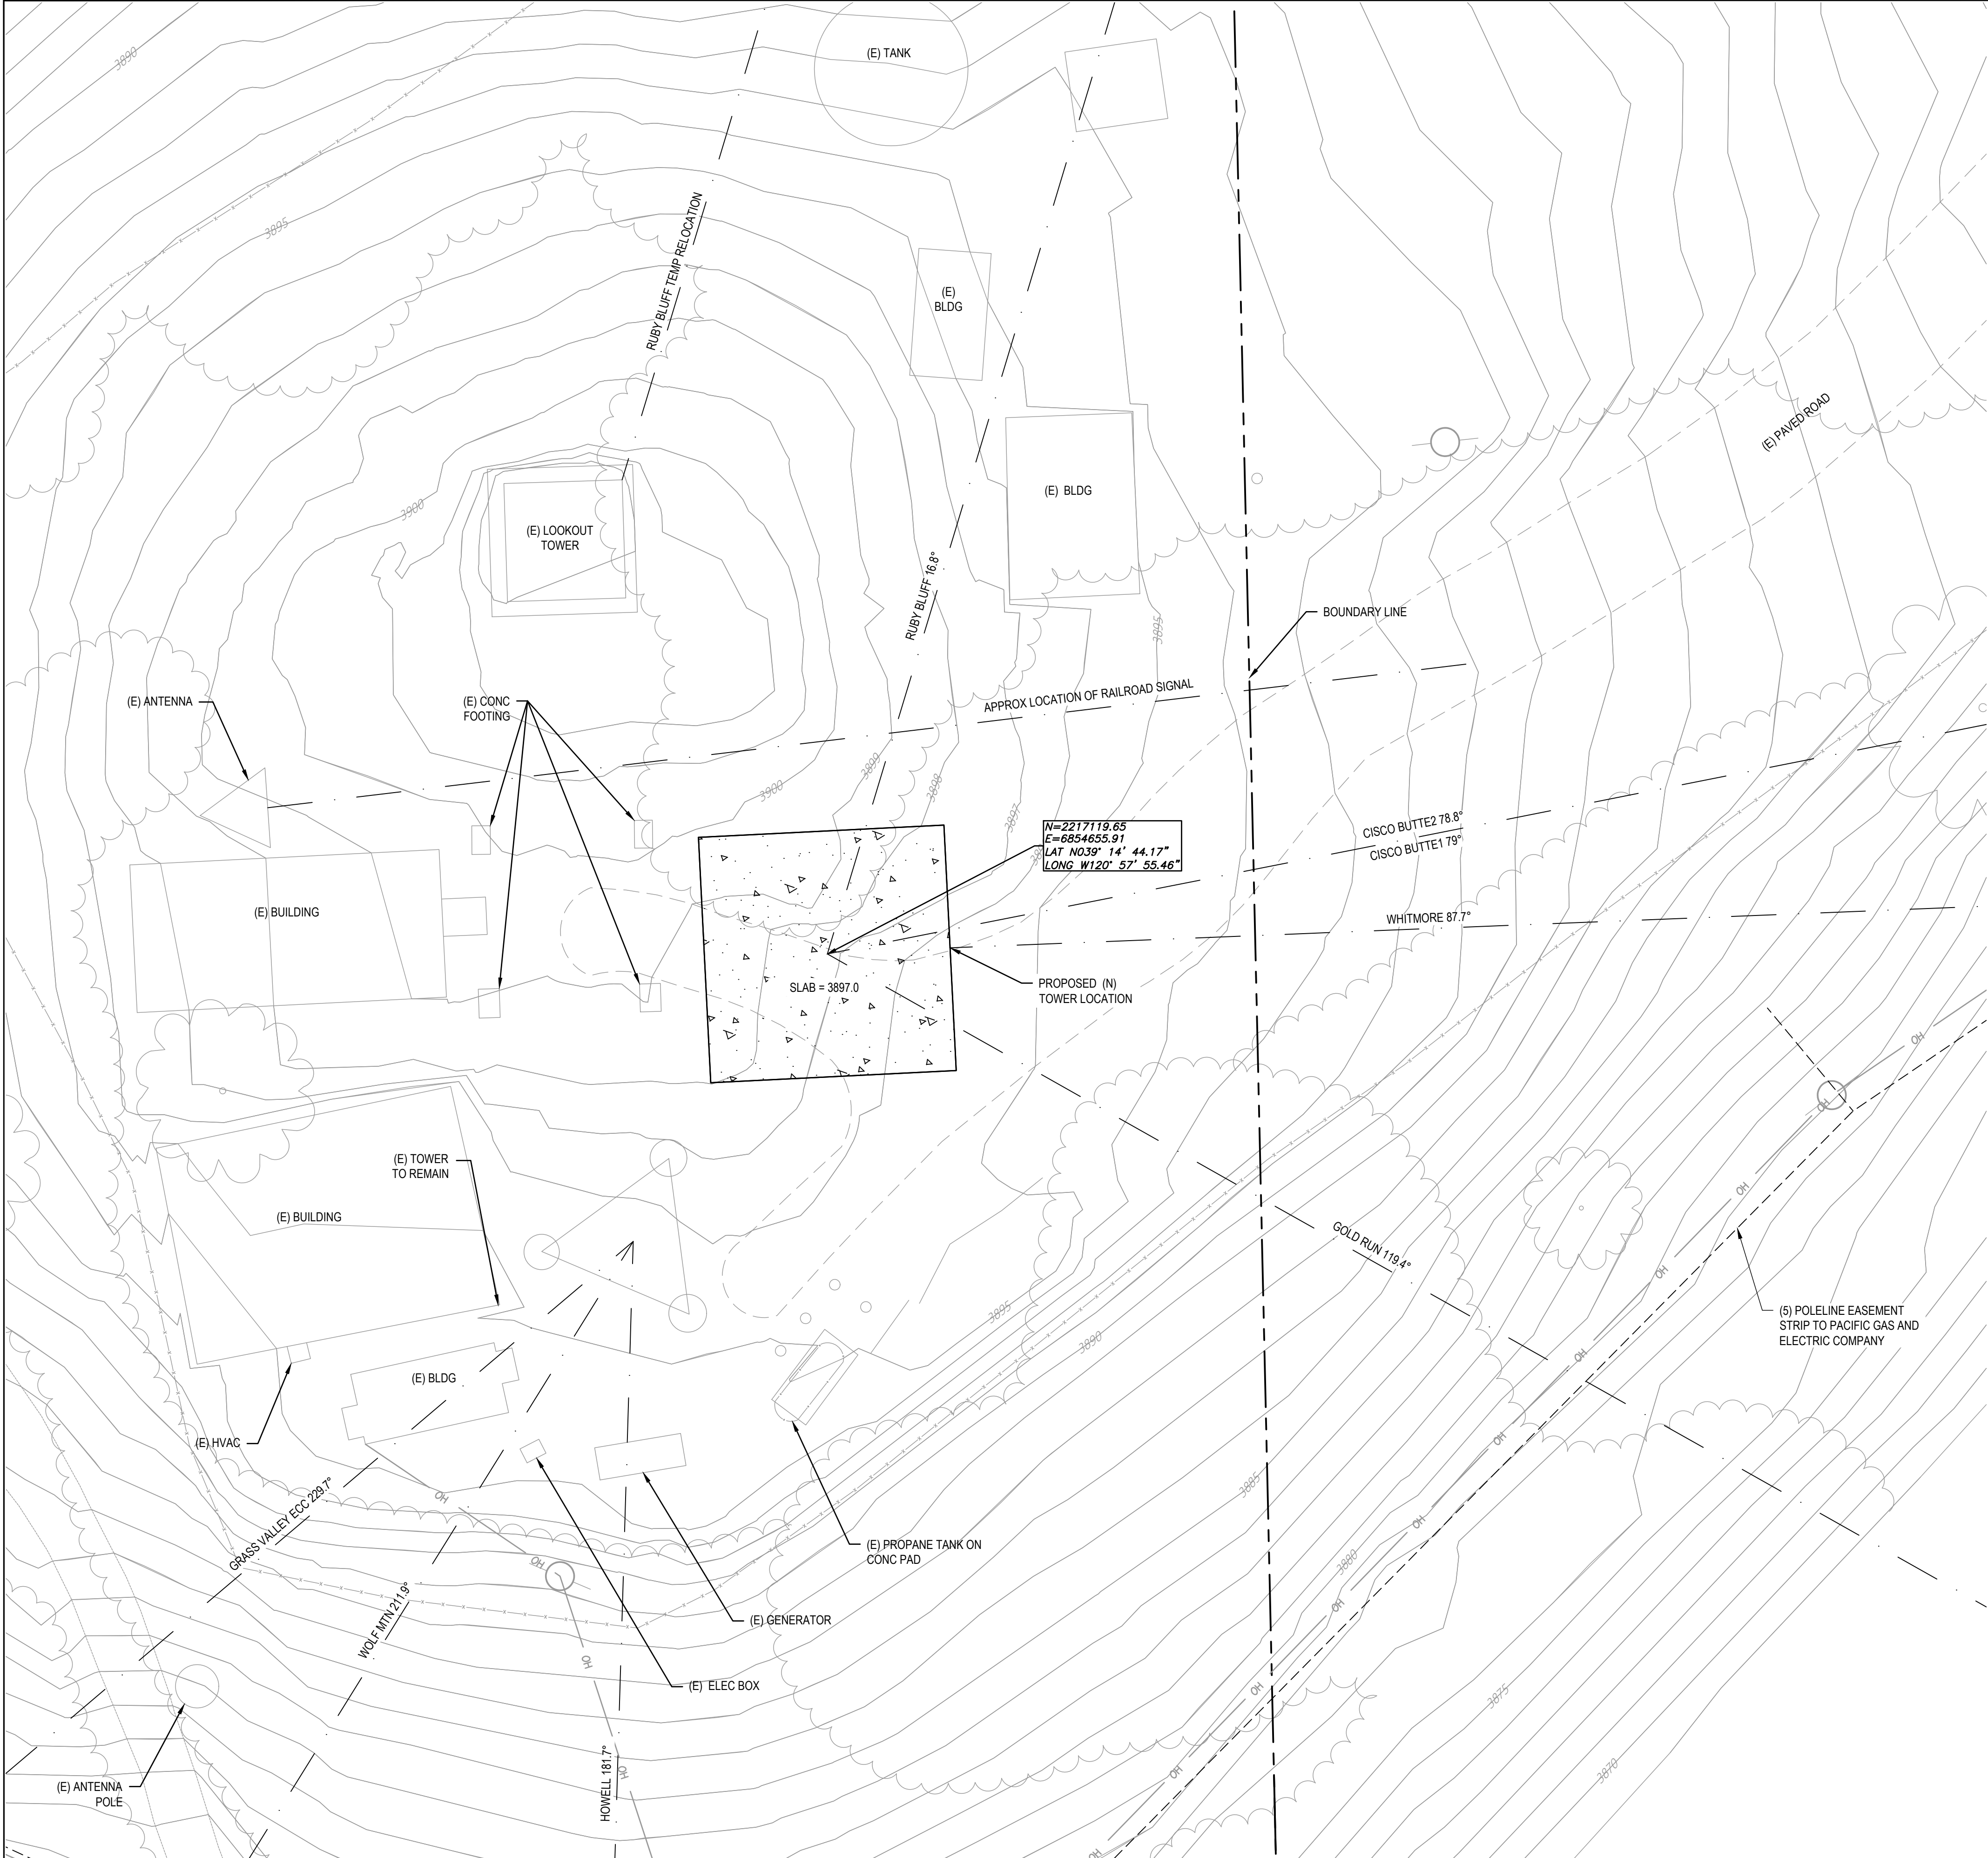 3890
(E) TANK
3895
RUBY BLUFF TEMP RELOCATION
(E)
BLDG
(E) PAVED ROAD
(E) BLDG
3900
(E) LOOKOUT
TOWER
RUBY BLUFF 16.8°
BOUNDARY LINE
3895
(E) ANTENNA
(E) CONC
FOOTING
APPROX LOCATION OF RAILROAD SIGNAL
3899
3898
3900
3897
N=2217119.65
E=6854655.91
LAT N039° 14' 44.17"
LONG W120° 57' 55.46"
CISCO BUTTE2 78.8°
CISCO BUTTE1 79°
(E) BUILDING
WHITMORE 87.7°
SLAB = 3897.0
PROPOSED (N)
TOWER LOCATION
OH
OH
(E) TOWER
TO REMAIN
OH
(E) BUILDING
GOLD RUN 119.4°
OH
3895
3890
(5) POLELINE EASEMENT
STRIP TO PACIFIC GAS AND
ELECTRIC COMPANY
OH
(E) BLDG
(E) HVAC
OH
3885
OH
GRASS VALLEY ECC 229.7°
OH
(E) PROPANE TANK ON
CONC PAD
OH
3880
WOLF MTN 211.9°
OH
(E) GENERATOR
OH
(E) ELEC BOX
OH
3875
HOWELL 181.7°
OH
OH
3870
(E) ANTENNA
POLE
OH